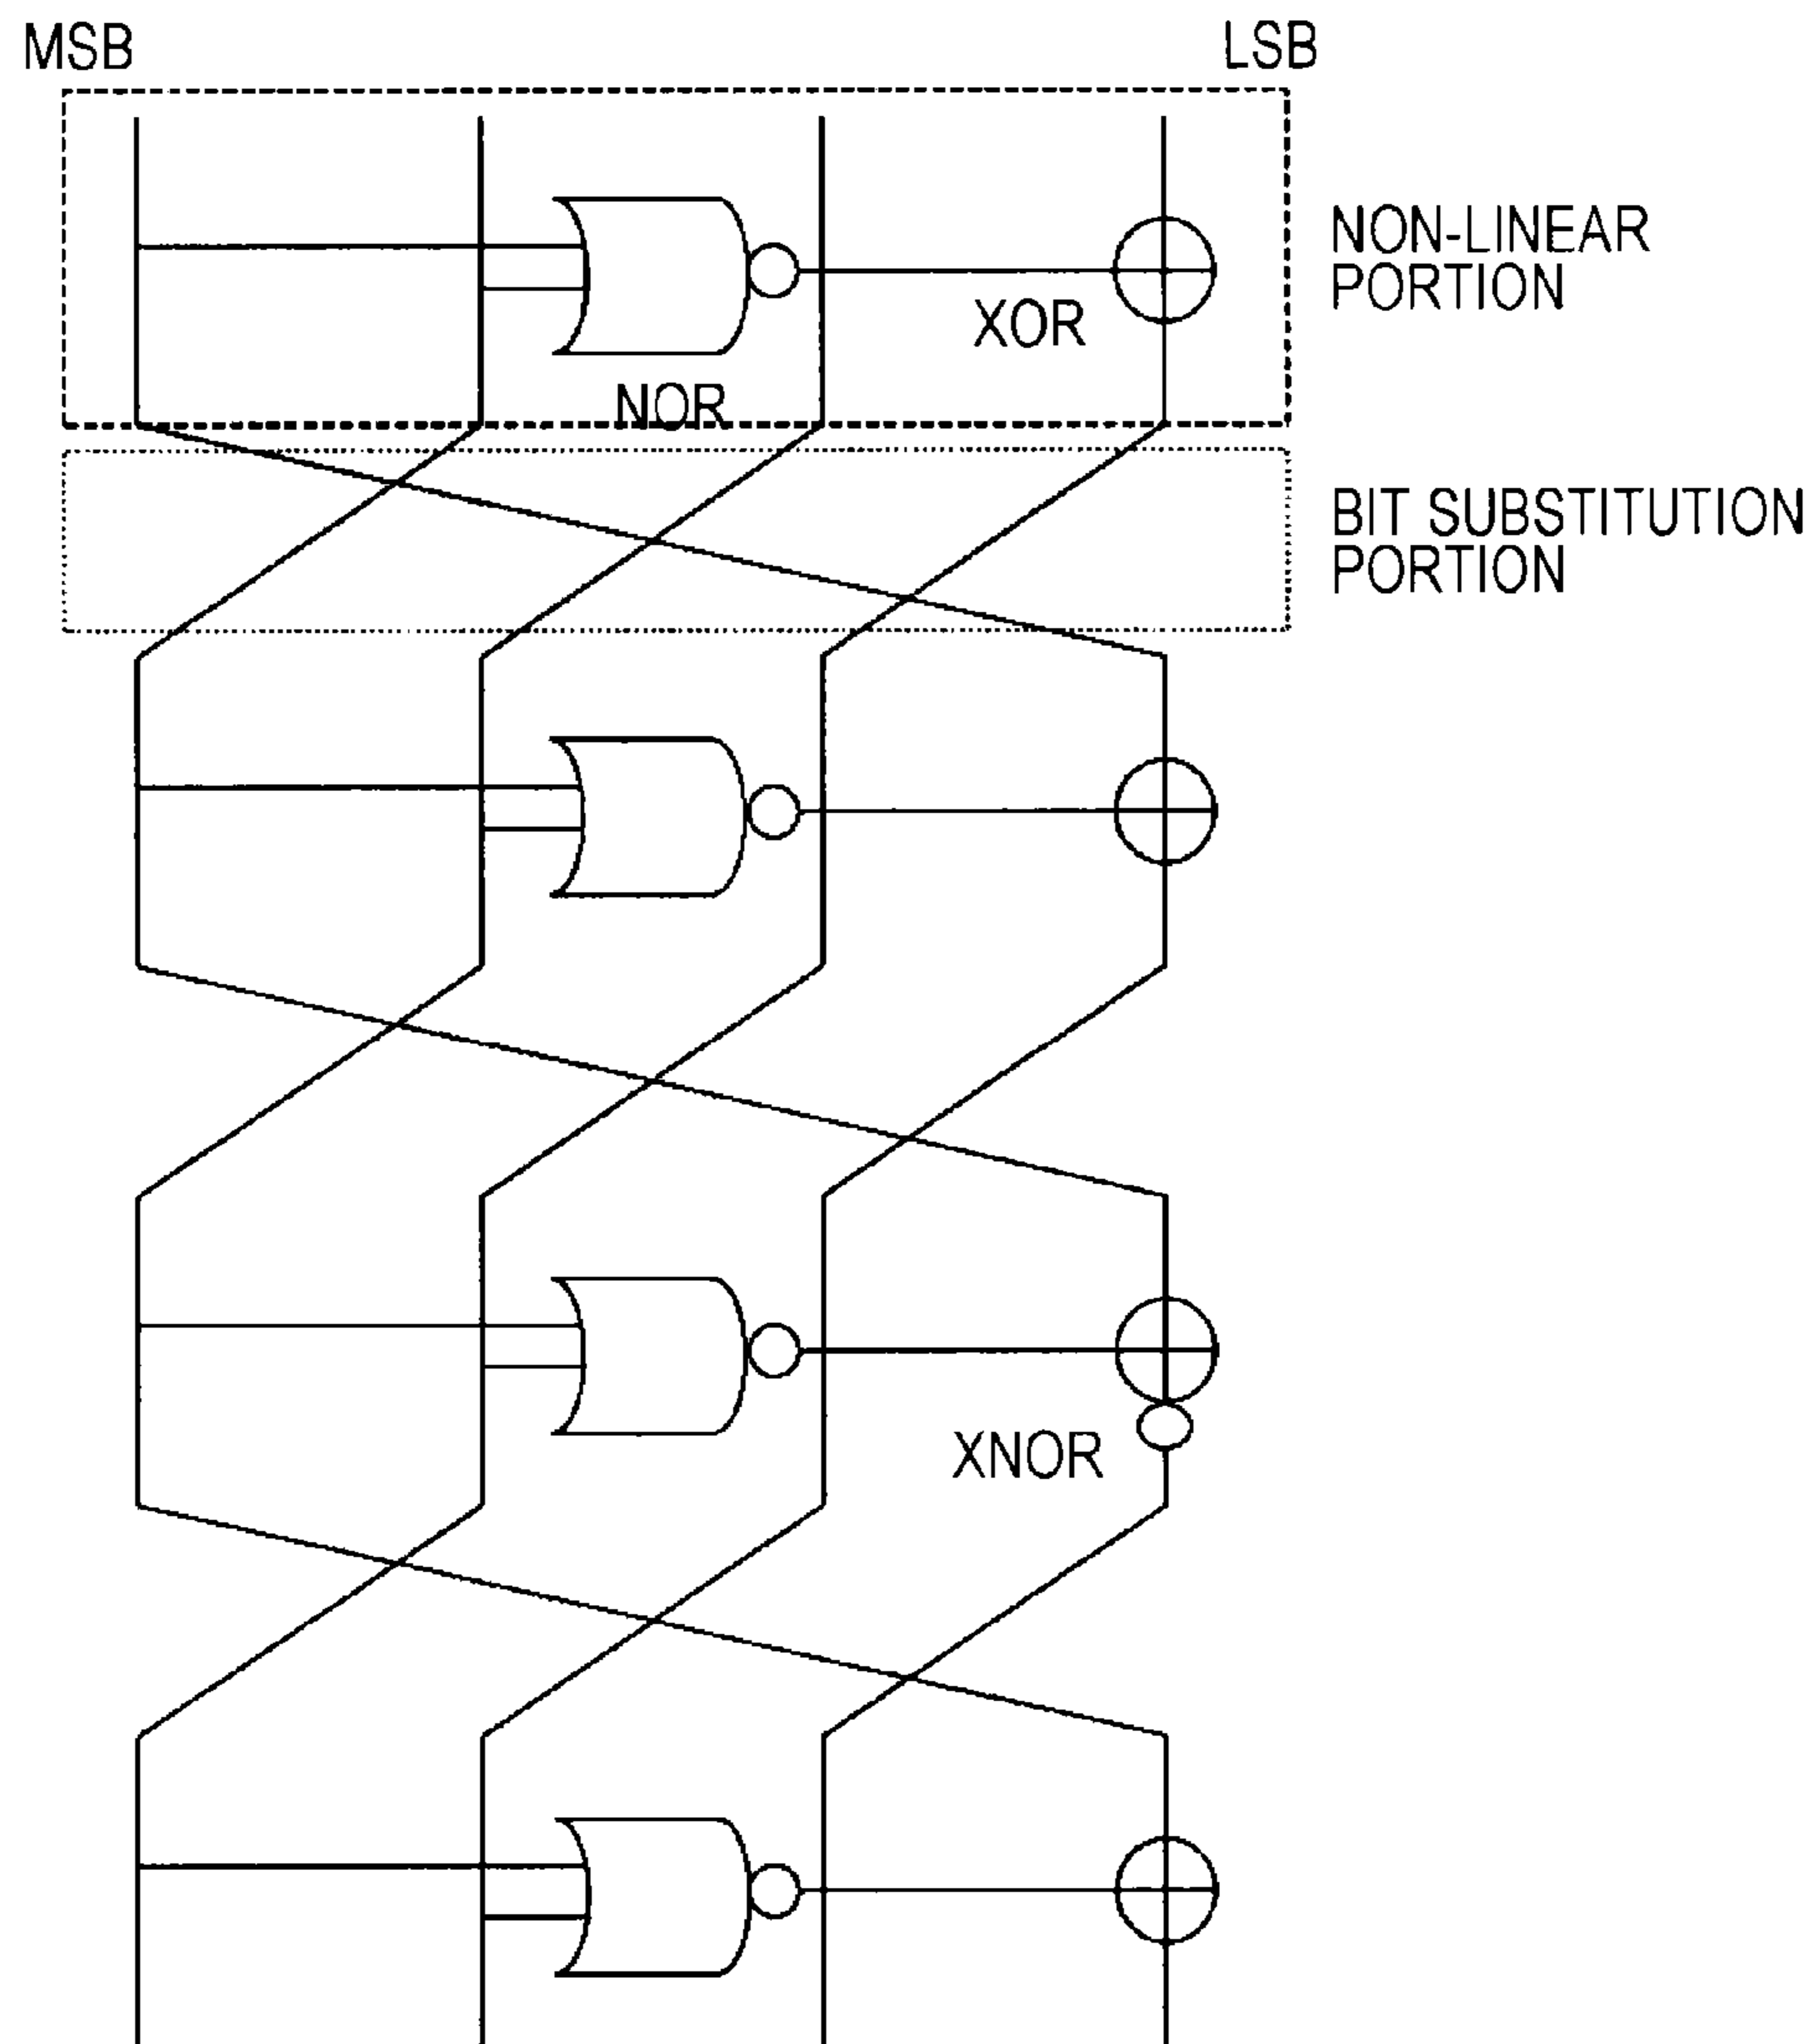 MSB
LSB
NON-LINEAR
PORTION
XOR
NOR
BIT SUBSTITUTION
PORTION
XNOR